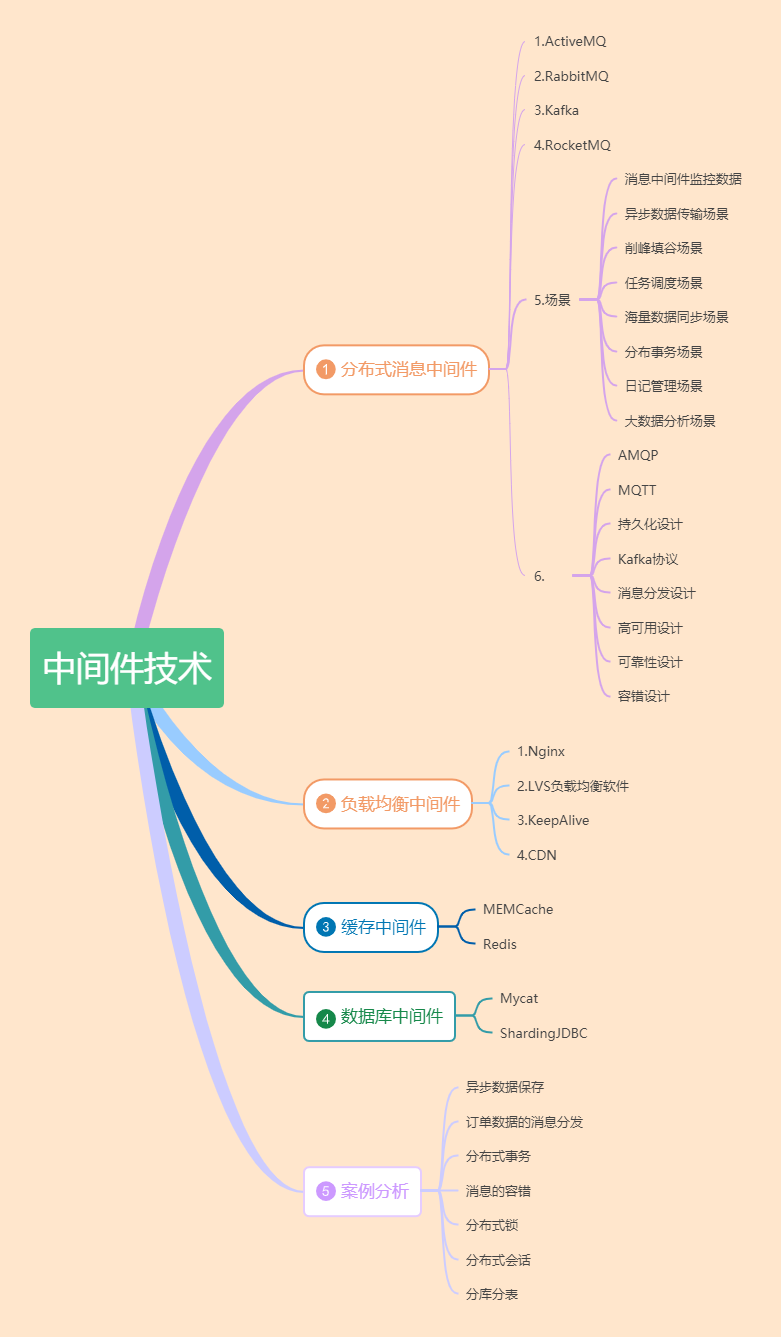 中间件技术
1 分布式消息中间件
1.ActiveMQ
2.RabbitMQ
3.Kafka
4.RocketMQ
5.场景
消息中间件监控数据
异步数据传输场景
削峰填谷场景
任务调度场景
海量数据同步场景
分布事务场景
日记管理场景
大数据分析场景
6.
AMQP
MQTT
持久化设计
Kafka协议
消息分发设计
高可用设计
可靠性设计
容错设计
2 负载均衡中间件
1.Nginx
2.LVS负载均衡软件
3.KeepAlive
4.CDN
3 缓存中间件
MEMCache
Redis
4 数据库中间件
Mycat
ShardingJDBC
5 案例分析
异步数据保存
订单数据的消息分发
分布式事务
消息的容错
分布式锁
分布式会话
分库分表